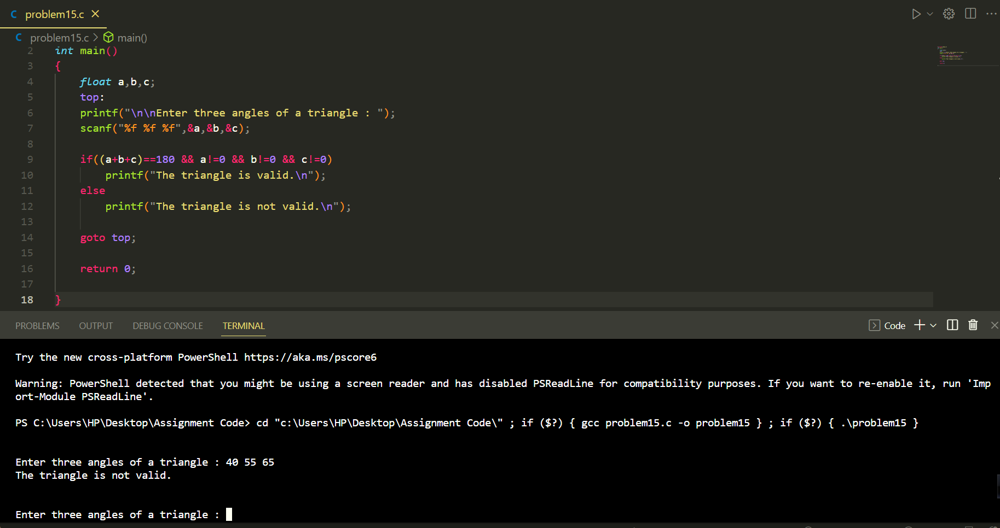 C problem15.c
C problem15.c > main()
2 int main()
3 {
4 float a,b,c;
5 top:
6 printf("\n\nEnter three angles of a triangle : ");
7 scanf("%f %f %f",&a,&b,&c);
8
9 if((a+b+c)==180 && a!=0 && b!=0 && c!=0)
10 printf("The triangle is valid.\n");
11 else
12 printf("The triangle is not valid.\n");
13
14 goto top;
15
16 return 0;
17
18 }
PROBLEMS OUTPUT DEBUG CONSOLE TERMINAL Code
Try the new cross-platform PowerShell https://aka.ms/pscore6
Warning: PowerShell detected that you might be using a screen reader and has disabled PSReadLine for compatibility purposes. If you want to re-enable it, run 'Imp
ort-Module PSReadLine'.
PS C:\Users\HP\Desktop\Assignment Code> cd "c:\Users\HP\Desktop\Assignment Code\" ; if ($?) { gcc problem15.c -o problem15 } ; if ($?) { .\problem15 }
Enter three angles of a triangle : 40 55 65
The triangle is not valid.
Enter three angles of a triangle :